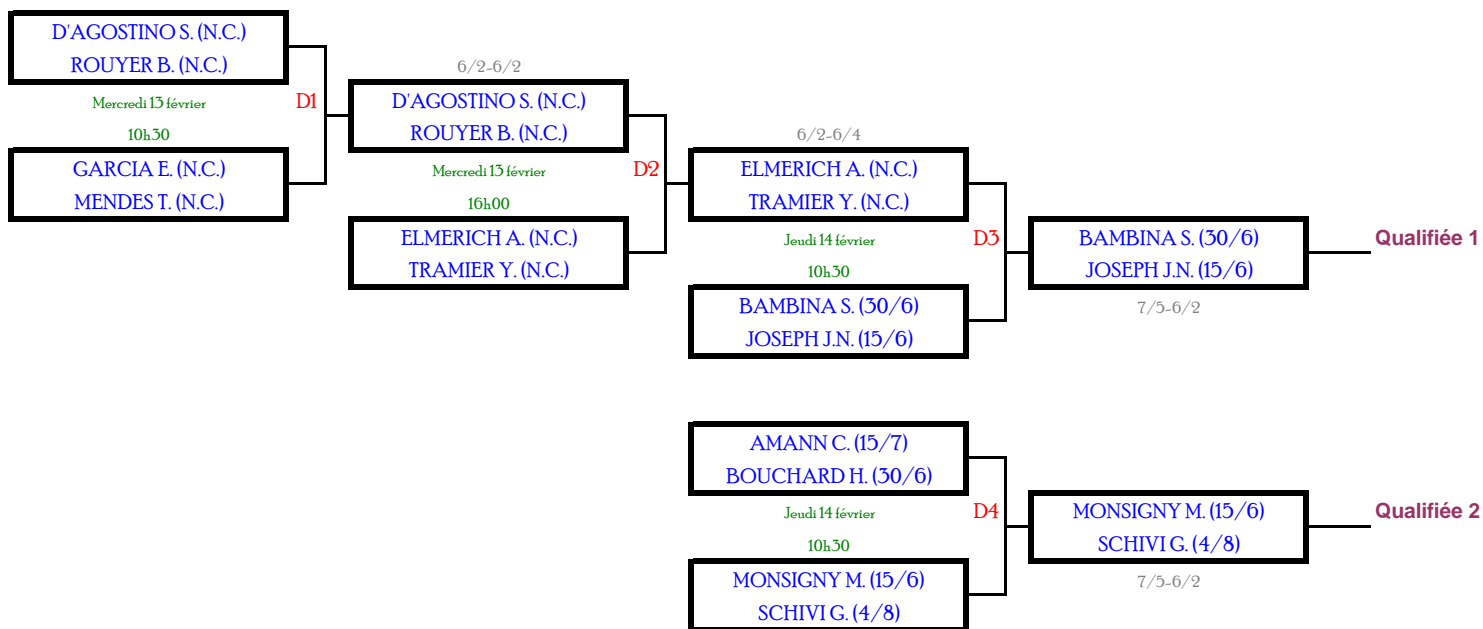 D'AGOSTINO S. (N.C.)
ROUYER B. (N.C.)
Mercredi 13 février
10h30
D1
GARCIA E. (N.C.)
MENDES T. (N.C.)
6/2-6/2
D'AGOSTINO S. (N.C.)
ROUYER B. (N.C.)
Mercredi 13 février
16h00
D2
ELMERICH A. (N.C.)
TRAMIER Y. (N.C.)
6/2-6/4
ELMERICH A. (N.C.)
TRAMIER Y. (N.C.)
Jeudi 14 février
10h30
D3
BAMBINA S. (30/6)
JOSEPH J.N. (15/6)
BAMBINA S. (30/6)
JOSEPH J.N. (15/6)
7/5-6/2
Qualifiée 1
AMANN C. (15/7)
BOUCHARD H. (30/6)
Jeudi 14 février
10h30
D4
MONSIGNY M. (15/6)
SCHIVI G. (4/8)
MONSIGNY M. (15/6)
SCHIVI G. (4/8)
7/5-6/2
Qualifiée 2